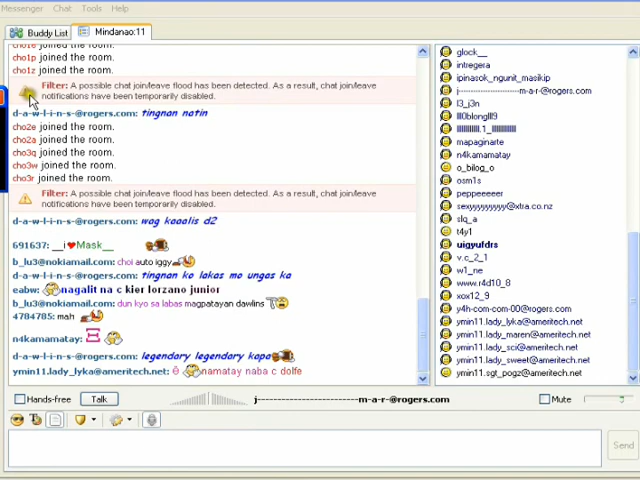 Messenger Chat Tools Help
Buddy List Mindanao:11
joined the room.
cho1p joined the room.
cho1z joined the room.
Filter: A possible chat join/leave flood has been detected. As a result, chat join/leave
notifications have been temporarily disabled.
d-a-w-l-i-n-s-@rogers.com: tingnan natin
cho2e joined the room.
cho2a joined the room.
cho3q joined the room.
cho3w joined the room.
cho3r joined the room.
Filter: A possible chat join/leave flood has been detected. As a result, chat join/leave
notifications have been temporarily disabled.
d-a-w-l-i-n-s-@rogers.com: wag kaaalis d2
691637: __i Mask__
b_lu3@nokiamail.com: choi auto iggy
d-a-w-l-i-n-s-@rogers.com: tingnan ko lakas mo ungas ka
eabw: nagalit na c kier lorzano junior
b_lu3@nokiamail.com: dun kyo sa labas magpatayan dawlins
4784785: mah
n4kamamatay:
d-a-w-l-i-n-s-@rogers.com: legendary legendary kapa
ymin11.lady_lyka@ameritech.net: namatay naba c dolfe
glock__
intregera
ipinasok_ngunit_masikip
j----------------------m-a-r@rogers.com
l3_j3n
mapaginarte
n4kamamatay
o_bilog_o
osm1s
pepeeeeer
slq_a
t4y1
uigyufdrs
v.c_2_1
w1_ne
www.r4d10_8
xox12_9
y4h-com-com-00@rogers.com
ymin11.lady_lyka@ameritech.net
ymin11.lady_maren@ameritech.net
ymin11.lady_sci@ameritech.net
ymin11.lady_sweet@ameritech.net
ymin11.sgt_pogz@ameritech.net
Hands-free Talk j-----------------------m-a-r-@rogers.com Mute
Send